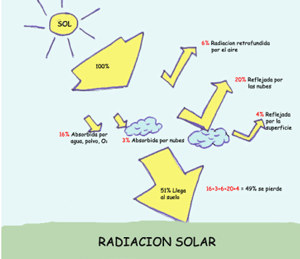 SOL
6% Radiacion retrofundida
por el aire
100%
20% Reflejada por
las nubes
4% Reflejada
por la
superficie
16% Absorbida por
agua, polvo, O₃
3% Absorbida por nubes
51% Llega
al suelo
16+3+6+20+4 = 49% se pierde
RADIACION SOLAR